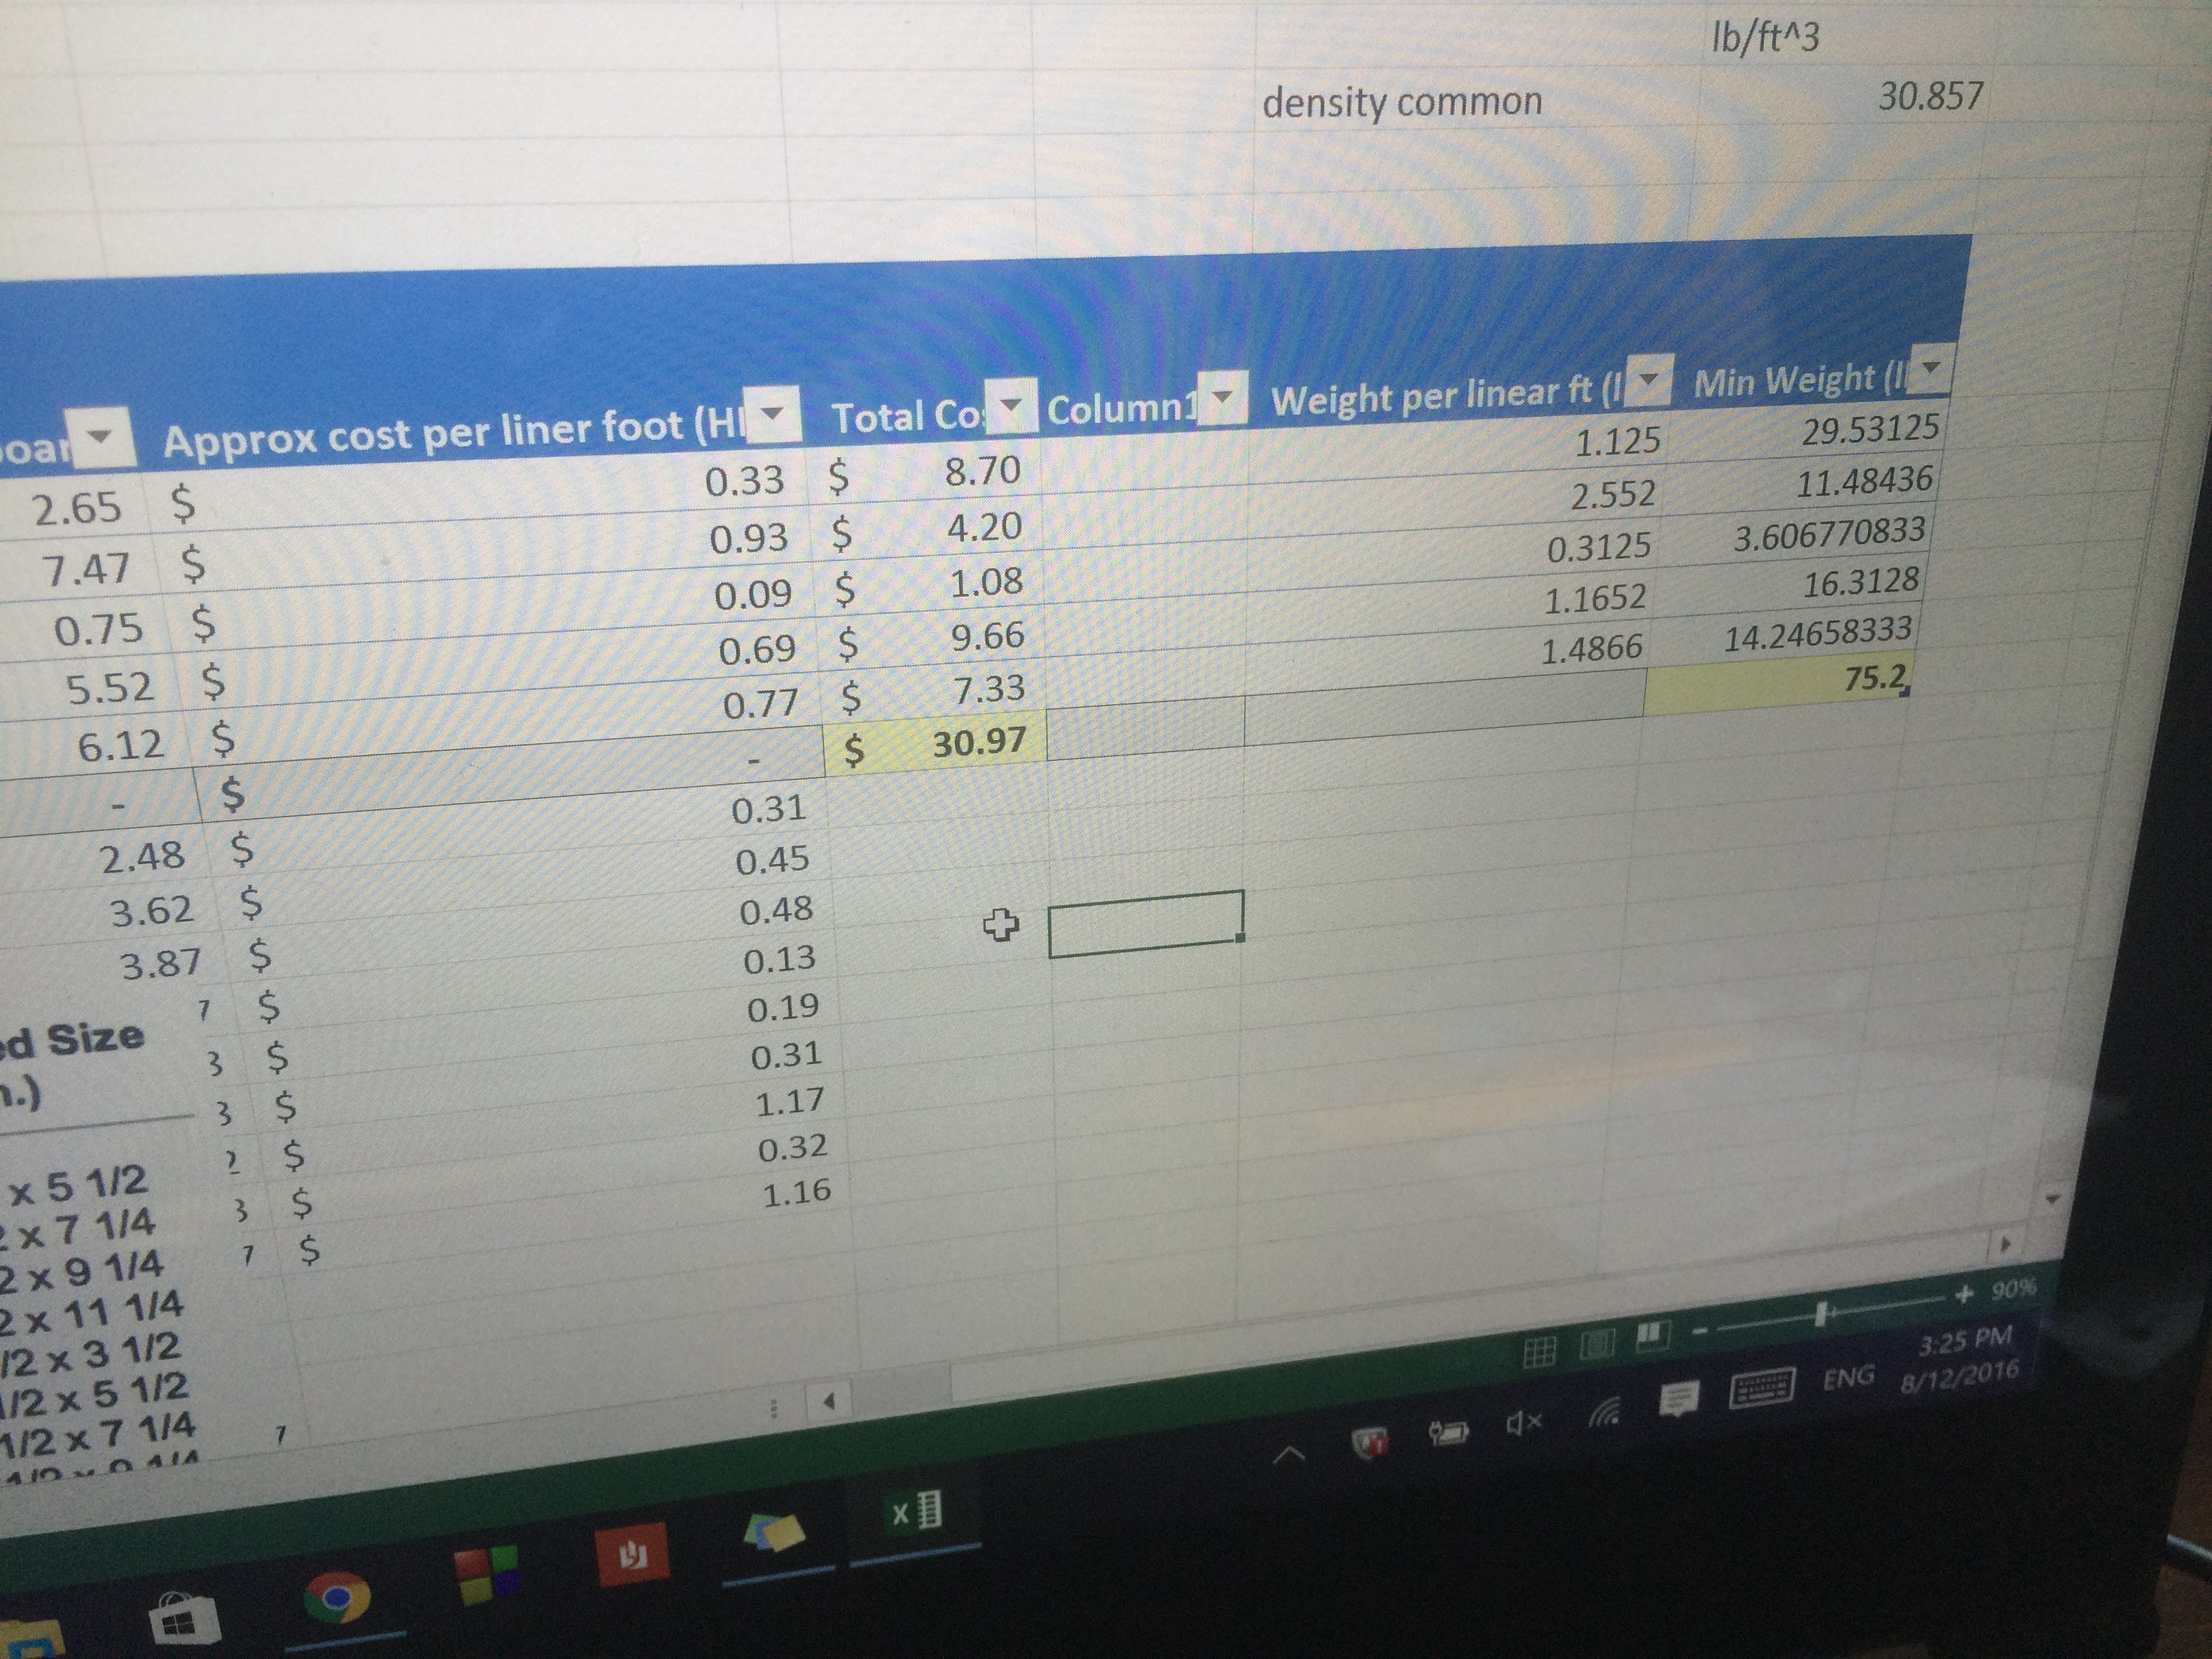 lb/ft^3
density common 30.857
oar Approx cost per liner foot (H Total Co Column1 Weight per linear ft (l Min Weight (l
2.65 $ 0.33 $ 8.70 1.125 29.53125
7.47 $ 0.93 $ 4.20 2.552 11.48436
0.75 $ 0.09 $ 1.08 0.3125 3.606770833
5.52 $ 0.69 $ 9.66 1.1652 16.3128
6.12 $ 0.77 $ 7.33 1.4866 14.24658333
- $ - $ 30.97 75.2
2.48 $ 0.31
3.62 $ 0.45
3.87 $ 0.48
7 $ 0.13
3 $ 0.19
3 $ 0.31
2 $ 1.17
3 $ 0.32
7 $ 1.16
ed Size
n.)
x 5 1/2
2 x 7 1/4
2 x 9 1/4
2 x 11 1/4
/2 x 3 1/2
1/2 x 5 1/2
1/2 x 7 1/4
7
90%
3:25 PM
ENG
8/12/2016